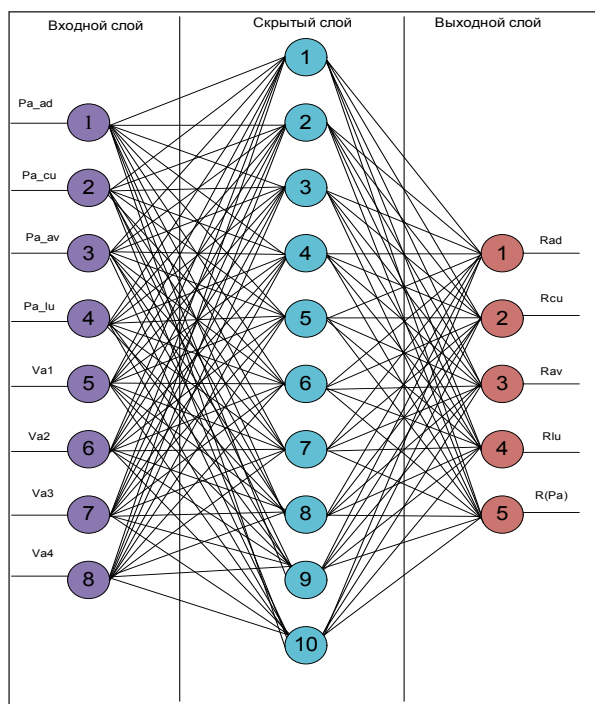 Входной слой
Скрытый слой
Выходной слой
Pa_ad
Pa_cu
Pa_av
Pa_lu
Va1
Va2
Va3
Va4
1
2
3
4
5
6
7
8
1
2
3
4
5
6
7
8
9
10
1
2
3
4
5
Rad
Rcu
Rav
Rlu
R(Pa)